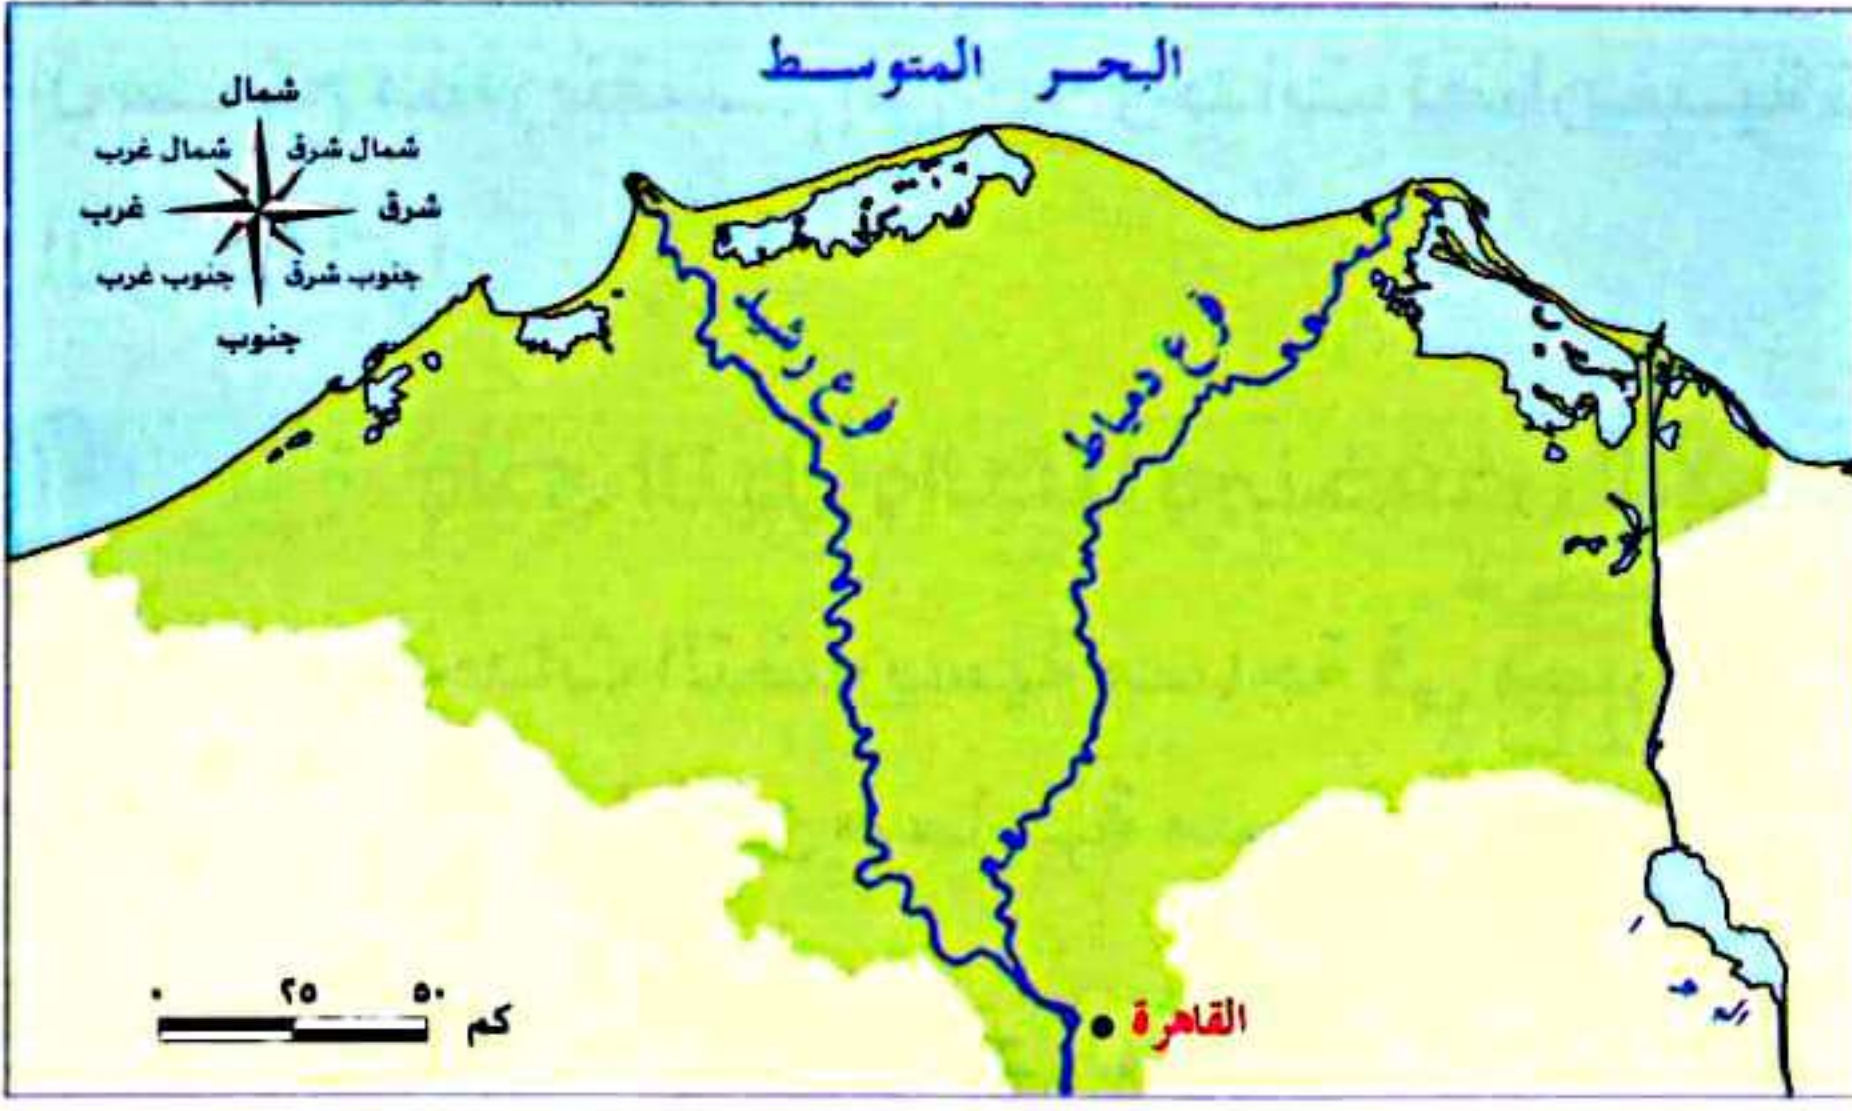 البحر المتوسط
شمال
شمال غرب
شمال شرق
غرب
شرق
جنوب غرب
جنوب شرق
جنوب
فرع رشيد
فرع دمياط
٠ ٢٥ ٥٠
كم
القاهرة